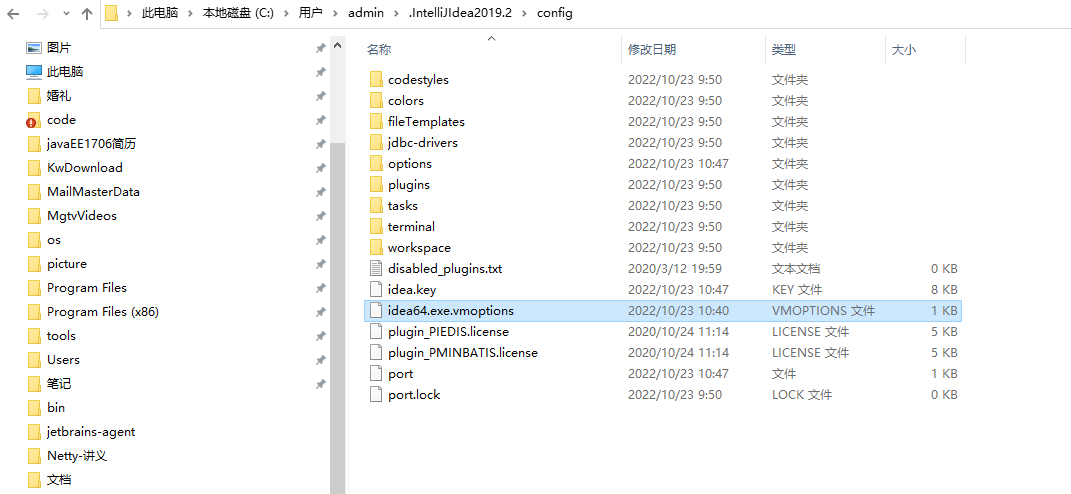 此电脑 › 本地磁盘 (C:) › 用户 › admin › .IntelliJIdea2019.2 › config
图片
此电脑
婚礼
code
javaEE1706简历
KwDownload
MailMasterData
MgtvVideos
os
picture
Program Files
Program Files (x86)
tools
Users
笔记
bin
jetbrains-agent
Netty-讲义
文档
名称 修改日期 类型 大小
codestyles 2022/10/23 9:50 文件夹
colors 2022/10/23 9:50 文件夹
fileTemplates 2022/10/23 9:50 文件夹
jdbc-drivers 2022/10/23 9:50 文件夹
options 2022/10/23 10:47 文件夹
plugins 2022/10/23 9:50 文件夹
tasks 2022/10/23 9:50 文件夹
terminal 2022/10/23 9:50 文件夹
workspace 2022/10/23 9:50 文件夹
disabled_plugins.txt 2020/3/12 19:59 文本文档 0 KB
idea.key 2022/10/23 10:47 KEY 文件 8 KB
idea64.exe.vmoptions 2022/10/23 10:40 VMOPTIONS 文件 1 KB
plugin_PIEDIS.license 2020/10/24 11:14 LICENSE 文件 5 KB
plugin_PMINBATIS.license 2020/10/24 11:14 LICENSE 文件 5 KB
port 2022/10/23 10:47 文件 1 KB
port.lock 2022/10/23 9:50 LOCK 文件 0 KB